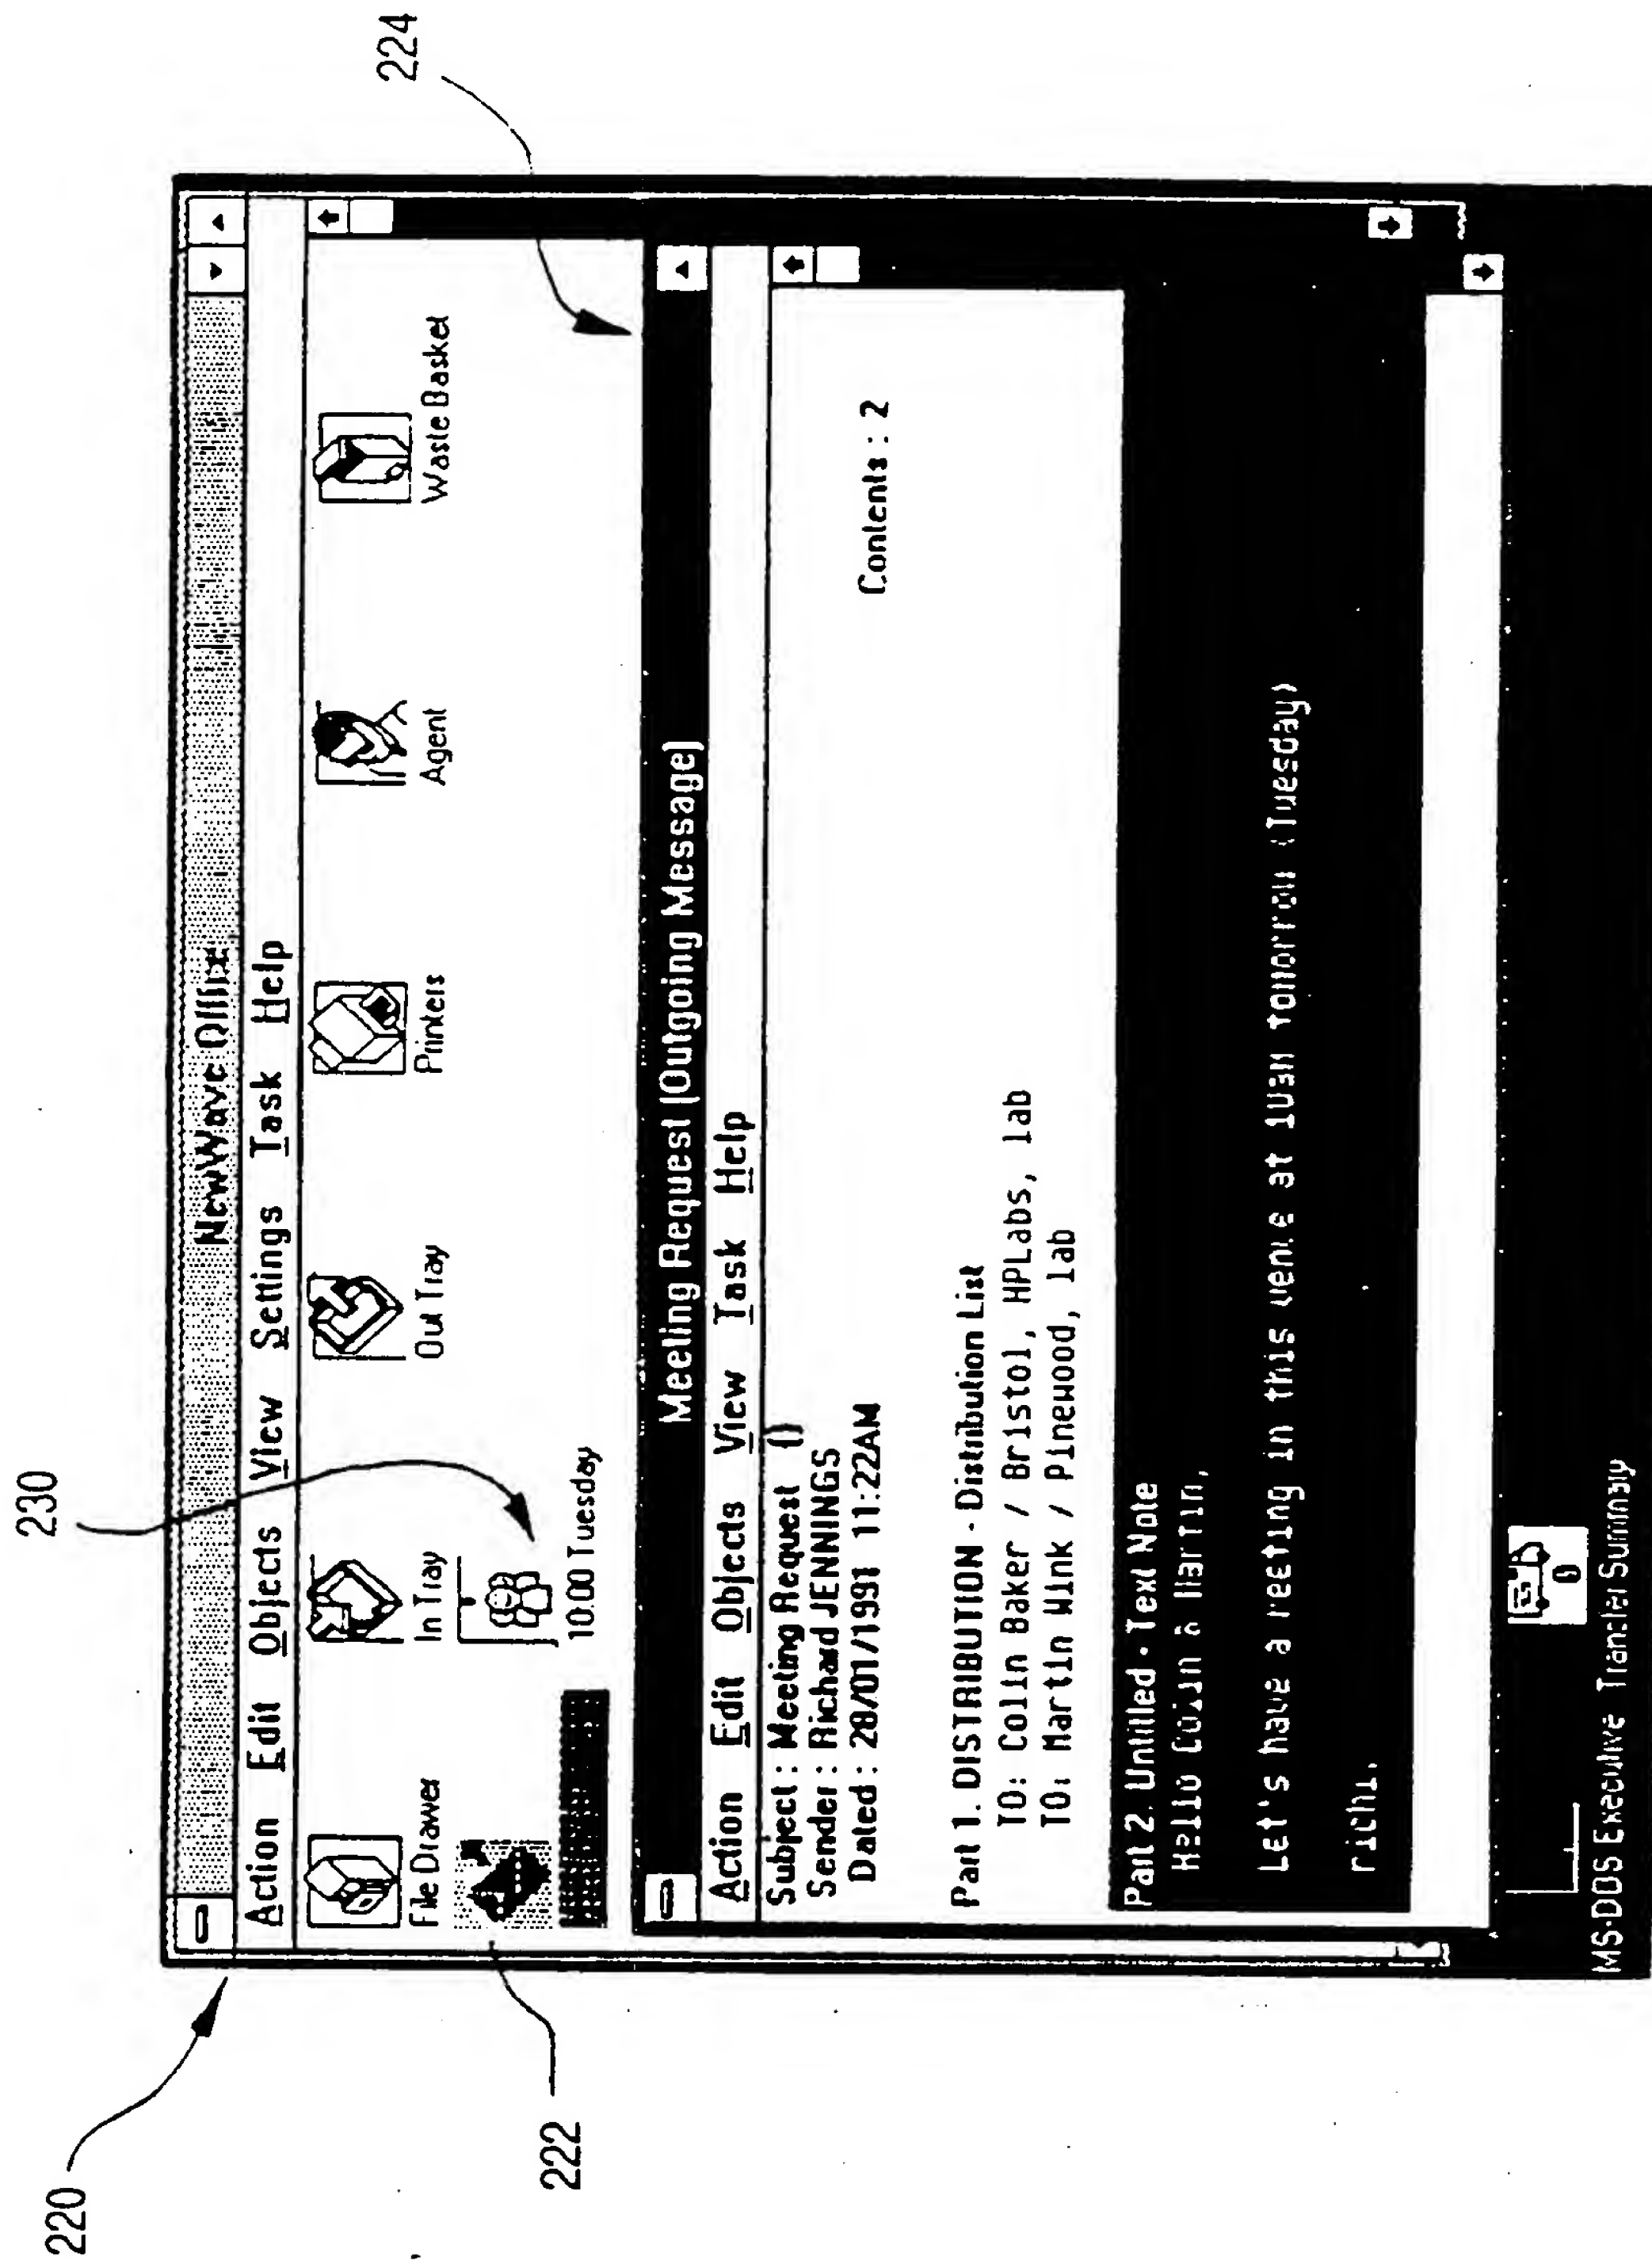 220
222
230
224
NewWave Office
Action Edit Objects View Settings Task Help
File Drawer
In Tray
Out Tray
Printers
Agent
Waste Basket
10:00 Tuesday
Meeting Request (Outgoing Message)
Action Edit Objects View Task Help
Subject : Meeting Request ()
Sender : Richard JENNINGS
Dated : 28/01/1991 11:22AM
Contents : 2
Part 1. DISTRIBUTION - Distribution List
TO: Colin Baker / Bristol, HPLabs, lab
TO: Martin Wink / Pinewood, lab
Part 2. Untitled - Text Note
Hello Colin & Martin,
Let's have a meeting in this at tomorrow (Tuesday)
0
MS-DOS Executive Transfer Summary